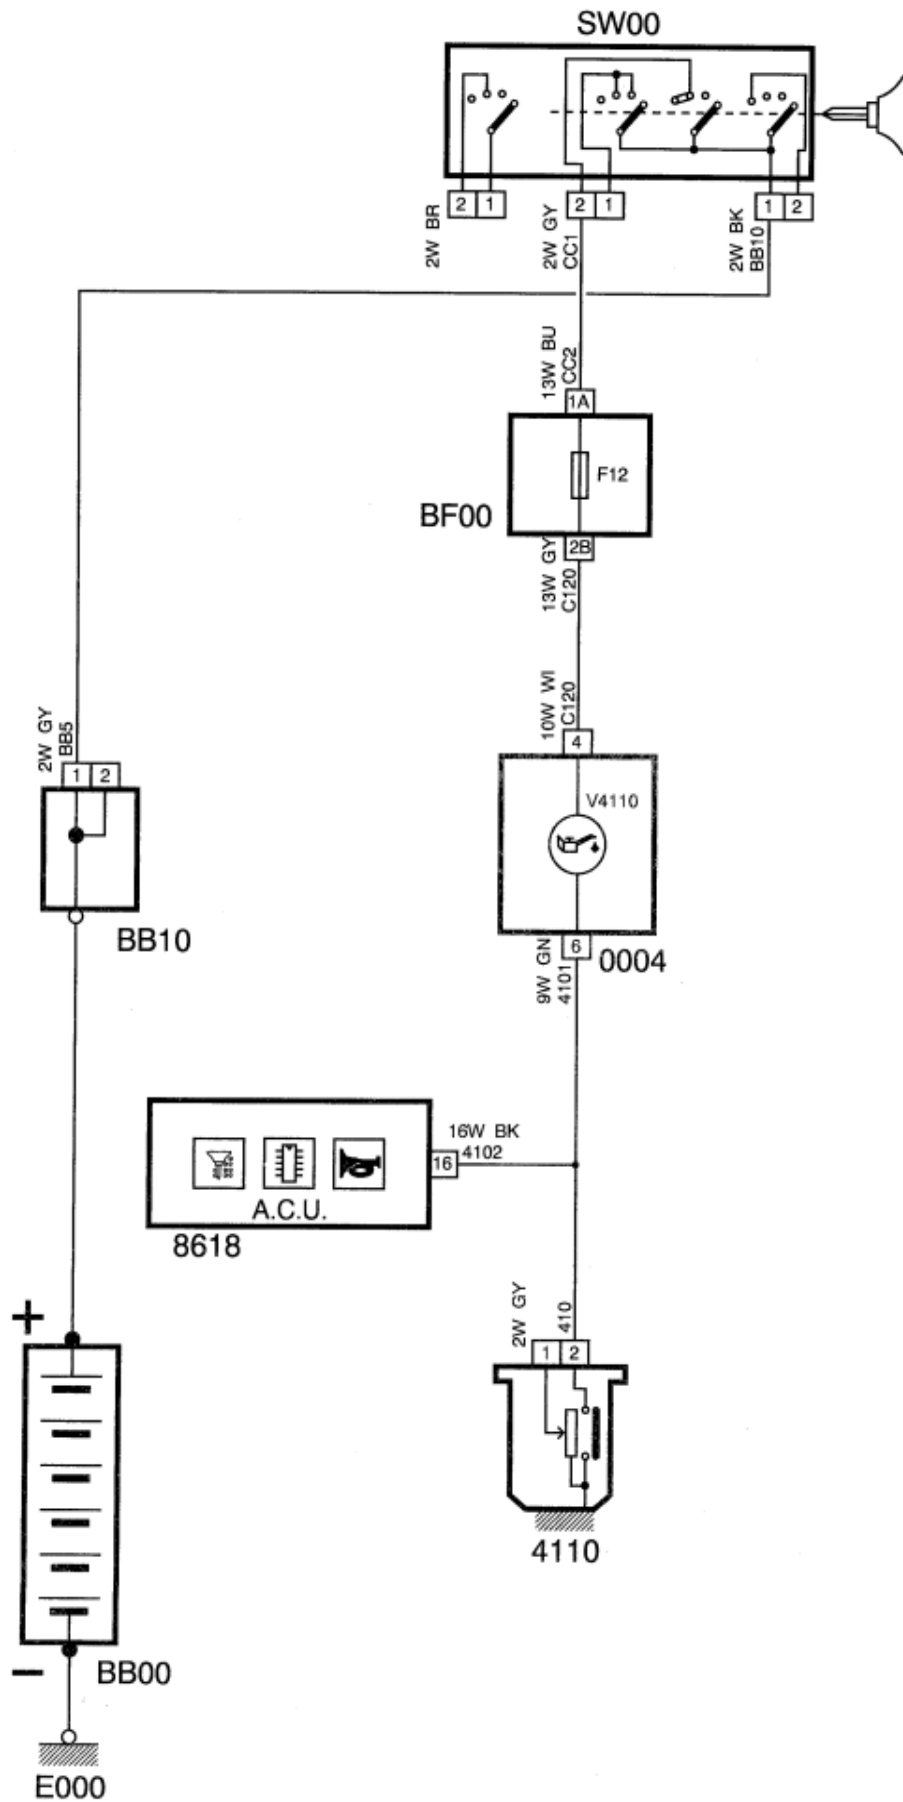 SW00
2 1
2 1
1 2
2W BR
2W GY
CC1
2W BK
BB10
13W BU
CC2
1A
F12
BF00
2B
13W GY
C120
10W WI
C120
4
V4110
2W GY
BB5
1 2
BB10
6
0004
9W GN
4101
16W BK
4102
16
A.C.U.
8618
2W GY
410
1 2
+
4110
−
BB00
E000